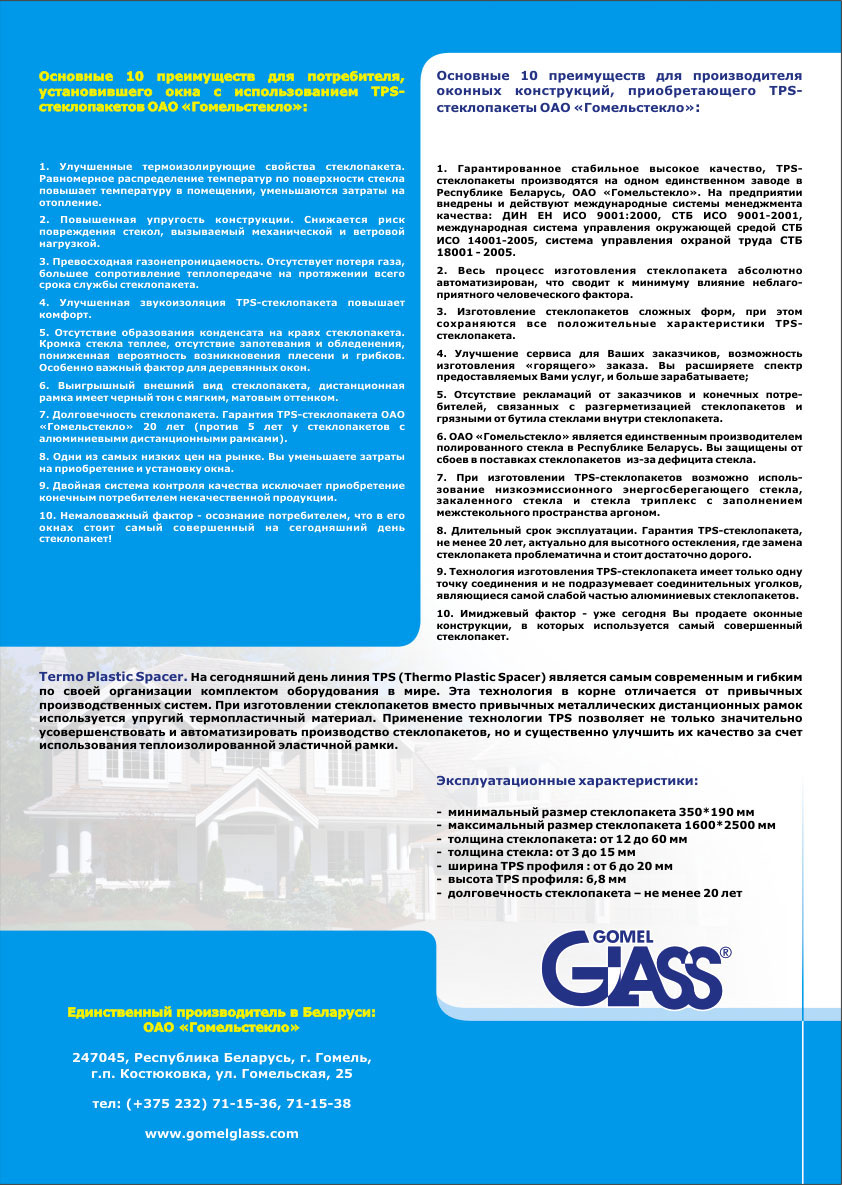 Основные 10 преимуществ для потребителя,
установившего окна с использованием TPS-
стеклопакетов ОАО «Гомельстекло»:
1. Улучшенные термоизолирующие свойства стеклопакета.
Равномерное распределение температур по поверхности стекла
повышает температуру в помещении, уменьшаются затраты на
отопление.
2. Повышенная упругость конструкции. Снижается риск
повреждения стекол, вызываемый механической и ветровой
нагрузкой.
3. Превосходная газонепроницаемость. Отсутствует потеря газа,
большее сопротивление теплопередаче на протяжении всего
срока службы стеклопакета.
4. Улучшенная звукоизоляция TPS-стеклопакета повышает
комфорт.
5. Отсутствие образования конденсата на краях стеклопакета.
Кромка стекла теплее, отсутствие запотевания и обледенения,
пониженная вероятность возникновения плесени и грибков.
Особенно важный фактор для деревянных окон.
6. Выигрышный внешний вид стеклопакета, дистанционная
рамка имеет черный тон с мягким, матовым оттенком.
7. Долговечность стеклопакета. Гарантия TPS-стеклопакета ОАО
«Гомельстекло» 20 лет (против 5 лет у стеклопакетов с
алюминиевыми дистанционными рамками).
8. Одни из самых низких цен на рынке. Вы уменьшаете затраты
на приобретение и установку окна.
9. Двойная система контроля качества исключает приобретение
конечным потребителем некачественной продукции.
10. Немаловажный фактор - осознание потребителем, что в его
окнах стоит самый совершенный на сегодняшний день
стеклопакет!
Основные 10 преимуществ для производителя
оконных конструкций, приобретающего TPS-
стеклопакеты ОАО «Гомельстекло»:
1. Гарантированное стабильное высокое качество, TPS-
стеклопакеты производятся на одном единственном заводе в
Республике Беларусь, ОАО «Гомельстекло». На предприятии
внедрены и действуют международные системы менеджмента
качества: ДИН ЕН ИСО 9001:2000, СТБ ИСО 9001-2001,
международная система управления окружающей средой СТБ
ИСО 14001-2005, система управления охраной труда СТБ
18001 - 2005.
2. Весь процесс изготовления стеклопакета абсолютно
автоматизирован, что сводит к минимуму влияние неблаго-
приятного человеческого фактора.
3. Изготовление стеклопакетов сложных форм, при этом
сохраняются все положительные характеристики TPS-
стеклопакета.
4. Улучшение сервиса для Ваших заказчиков, возможность
изготовления «горящего» заказа. Вы расширяете спектр
предоставляемых Вами услуг, и больше зарабатываете;
5. Отсутствие рекламаций от заказчиков и конечных потре-
бителей, связанных с разгерметизацией стеклопакетов и
грязными от бутила стеклами внутри стеклопакета.
6. ОАО «Гомельстекло» является единственным производителем
полированного стекла в Республике Беларусь. Вы защищены от
сбоев в поставках стеклопакетов из-за дефицита стекла.
7. При изготовлении TPS-стеклопакетов возможно исполь-
зование низкоэмиссионного энергосберегающего стекла,
закаленного стекла и стекла триплекс с заполнением
межстекольного пространства аргоном.
8. Длительный срок эксплуатации. Гарантия TPS-стеклопакета,
не менее 20 лет, актуально для высотного остекления, где замена
стеклопакета проблематична и стоит достаточно дорого.
9. Технология изготовления TPS-стеклопакета имеет только одну
точку соединения и не подразумевает соединительных уголков,
являющиеся самой слабой частью алюминиевых стеклопакетов.
10. Имиджевый фактор - уже сегодня Вы продаете оконные
конструкции, в которых используется самый совершенный
стеклопакет.
Termo Plastic Spacer. На сегодняшний день линия TPS (Thermo Plastic Spacer) является самым современным и гибким
по своей организации комплектом оборудования в мире. Эта технология в корне отличается от привычных
производственных систем. При изготовлении стеклопакетов вместо привычных металлических дистанционных рамок
используется упругий термопластичный материал. Применение технологии TPS позволяет не только значительно
усовершенствовать и автоматизировать производство стеклопакетов, но и существенно улучшить их качество за счет
использования теплоизолированной эластичной рамки.
Эксплуатационные характеристики:
- минимальный размер стеклопакета 350*190 мм
- максимальный размер стеклопакета 1600*2500 мм
- толщина стеклопакета: от 12 до 60 мм
- толщина стекла: от 3 до 15 мм
- ширина TPS профиля : от 6 до 20 мм
- высота TPS профиля: 6,8 мм
- долговечность стеклопакета – не менее 20 лет
GOMEL
GLASS®
Единственный производитель в Беларуси:
ОАО «Гомельстекло»
247045, Республика Беларусь, г. Гомель,
г.п. Костюковка, ул. Гомельская, 25
тел: (+375 232) 71-15-36, 71-15-38
www.gomelglass.com